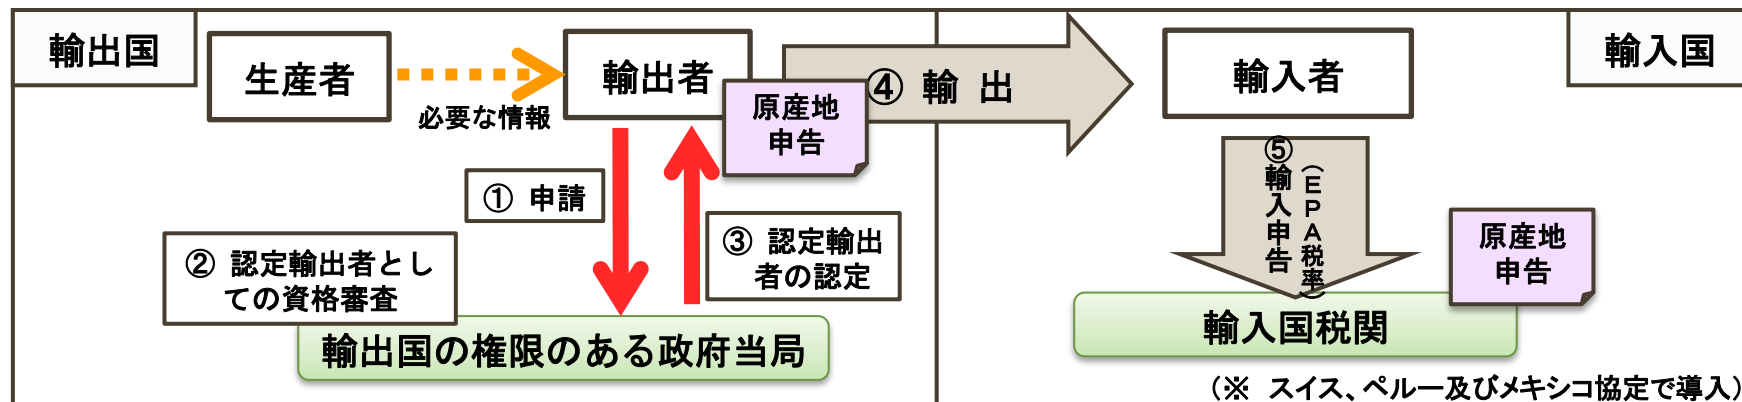 輸出国
生産者
必要な情報
輸出者
原産地
申告
④ 輸 出
輸入者
輸入国
① 申請
② 認定輸出者とし
ての資格審査
③ 認定輸出
者の認定
輸出国の権限のある政府当局
⑤輸入申告
（ＥＰＡ税率）
原産地
申告
輸入国税関
（※ スイス、ペルー及びメキシコ協定で導入）